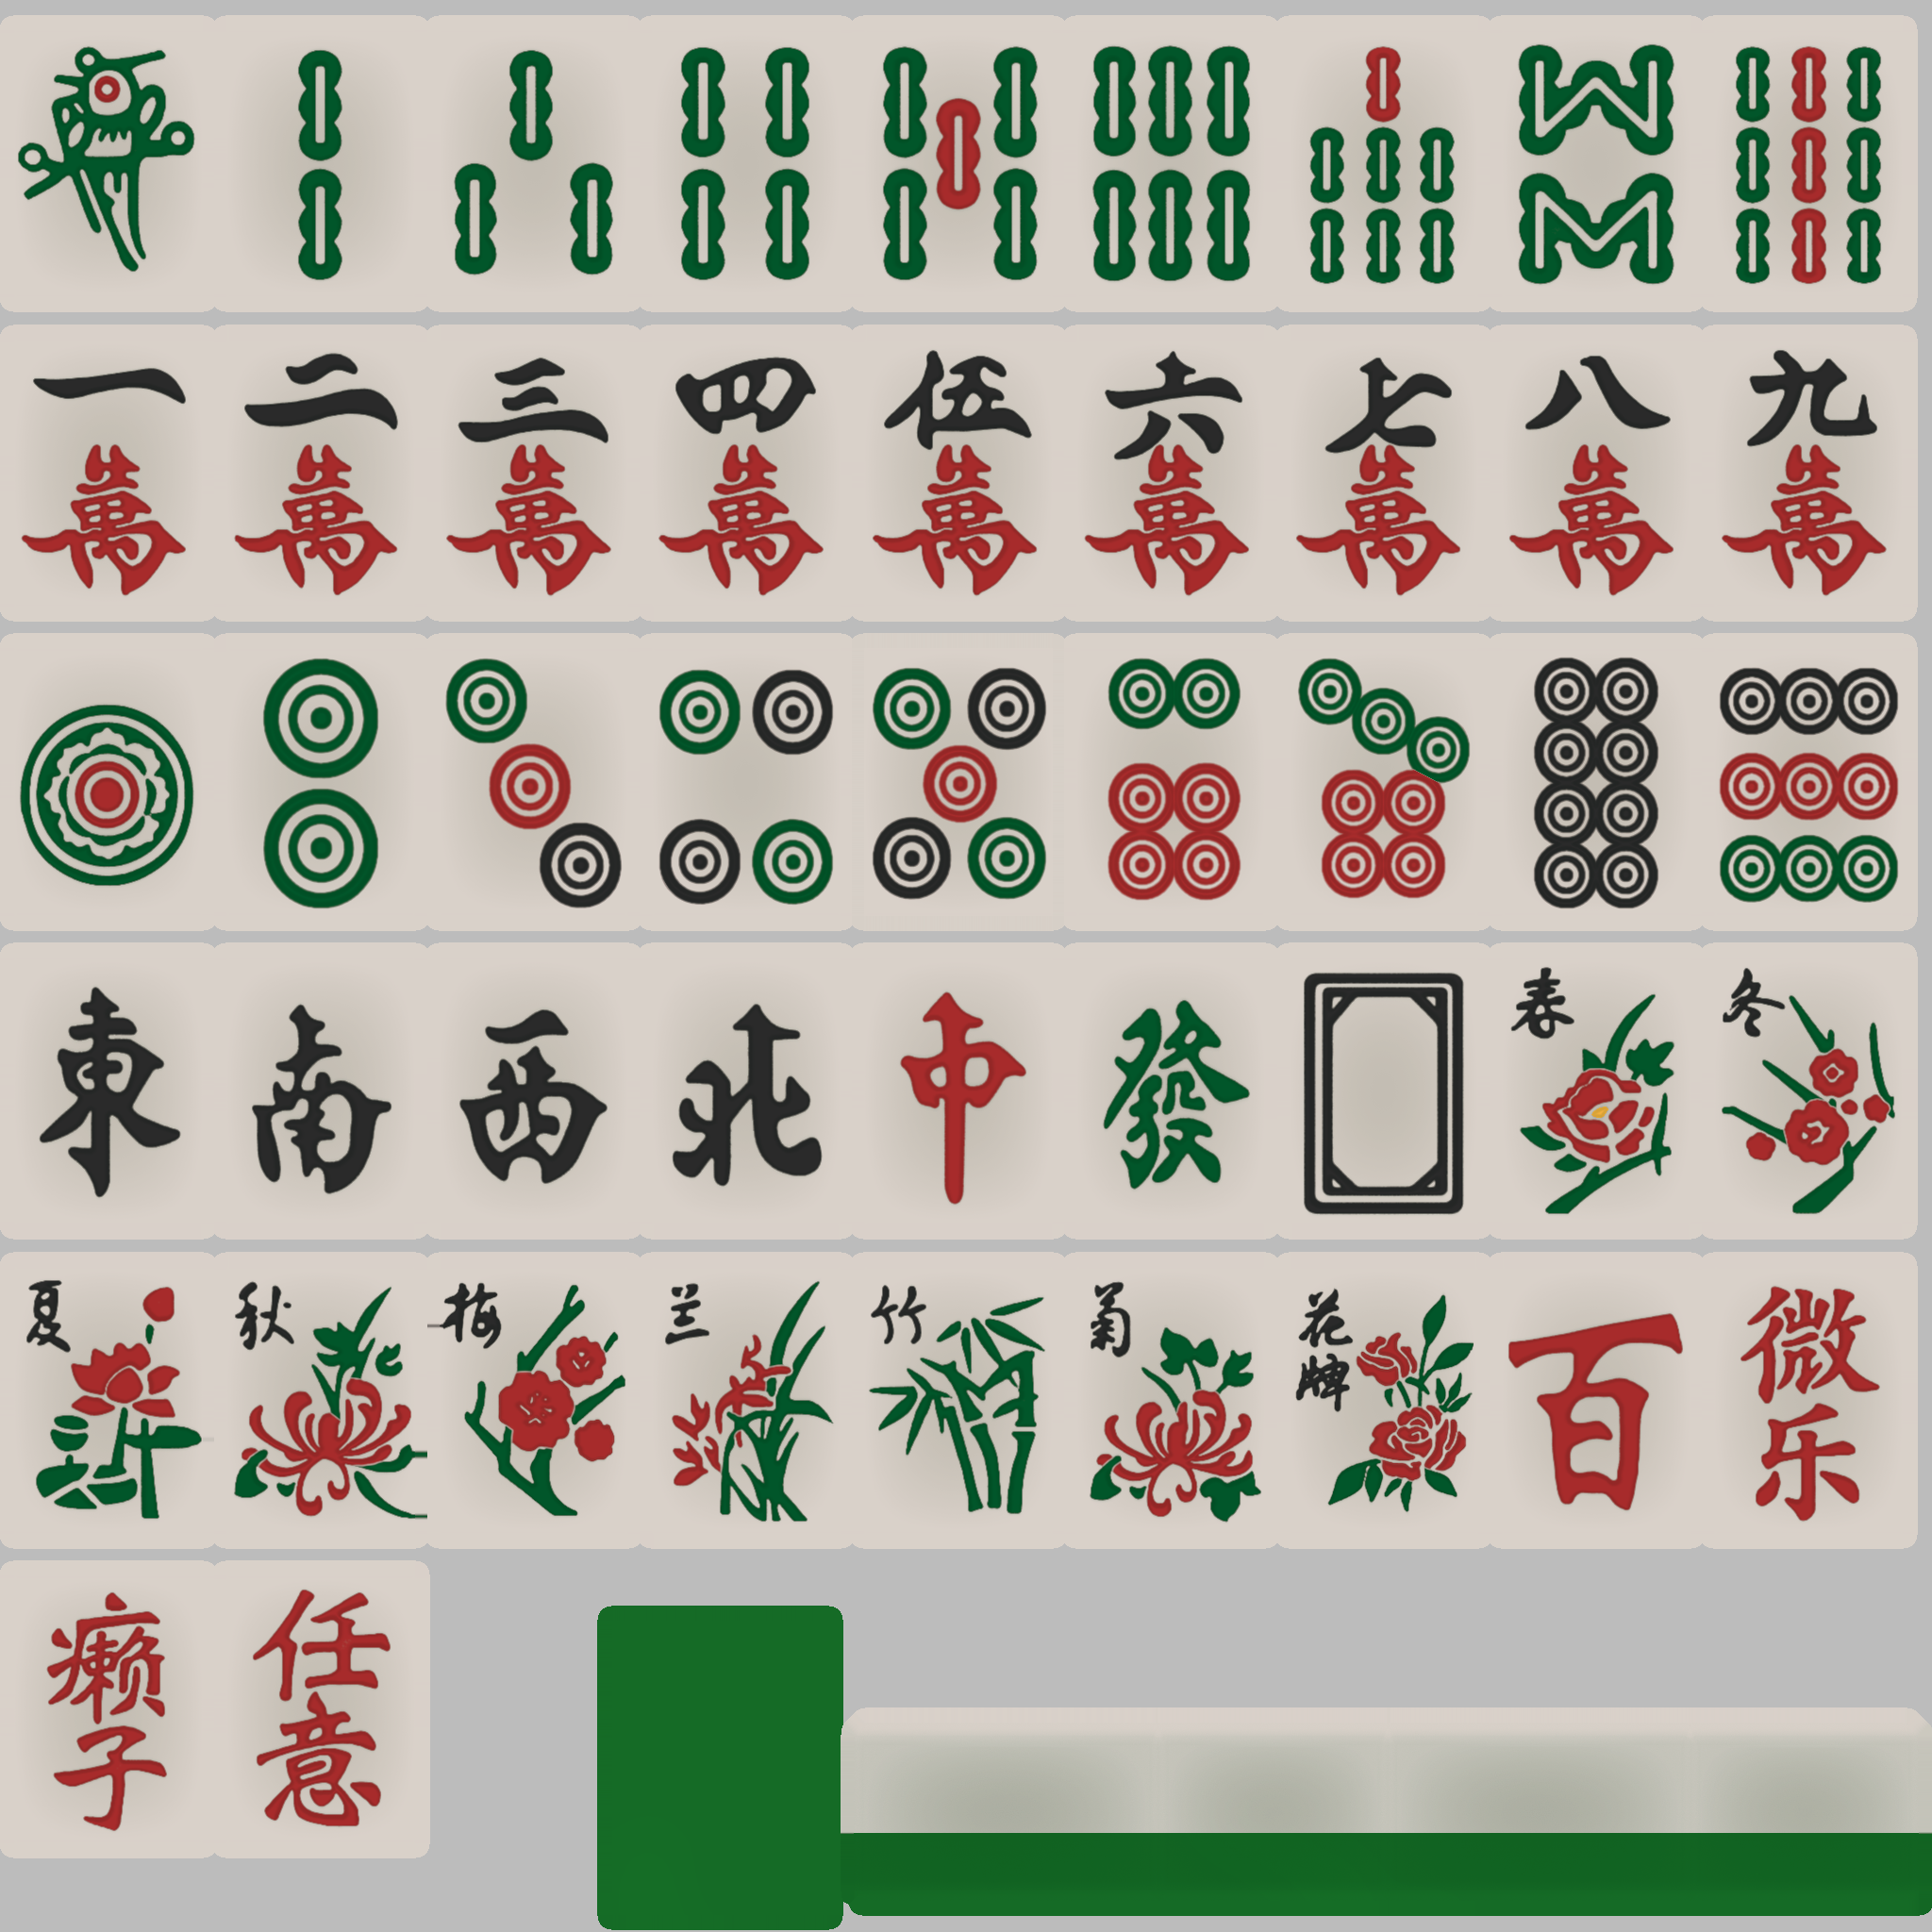 一 二 三 四 伍 六 七 八 九
萬 萬 萬 萬 萬 萬 萬 萬 萬
東 南 西 北 中 發 春 冬
夏 秋 梅 兰 竹 菊 花牌 百 微乐
癞子 任意